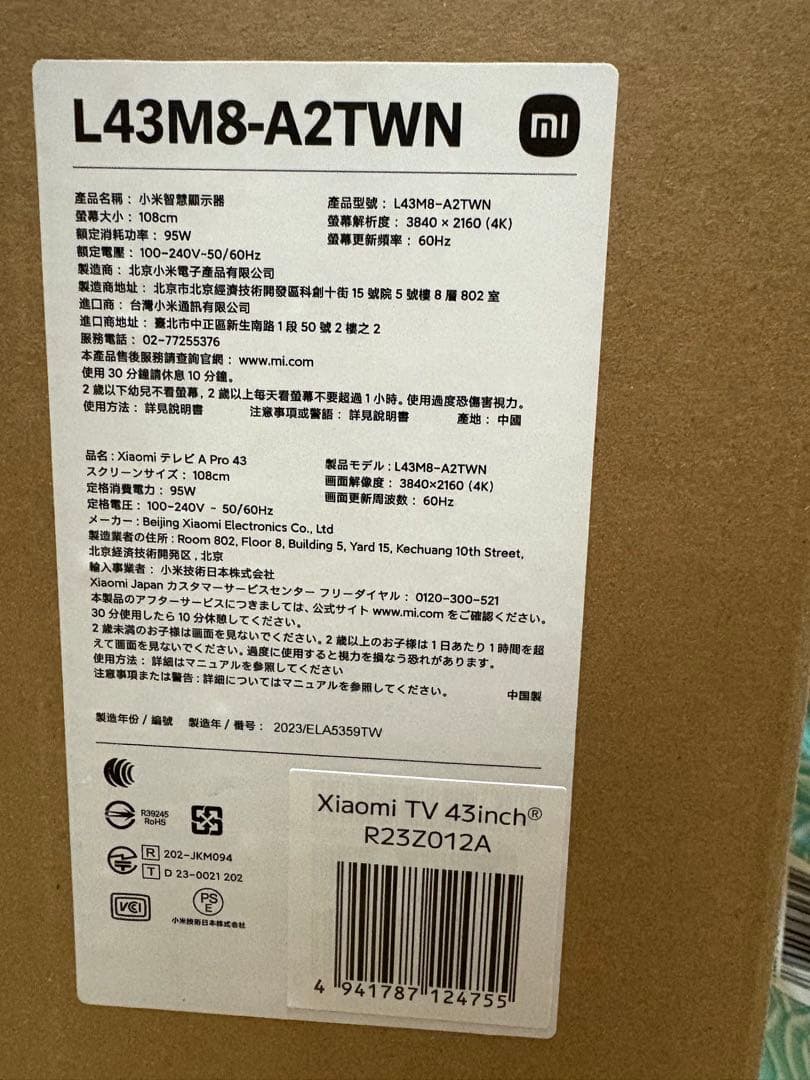 L43M8-A2TWN
mi
產品名稱：小米智慧顯示器
產品型號：L43M8-A2TWN
螢幕大小：108cm
螢幕解析度：3840 × 2160 (4K)
額定消耗功率：95W
螢幕更新頻率：60Hz
額定電壓：100-240V~50/60Hz
製造商：北京小米電子產品有限公司
製造商地址：北京市北京經濟技術開發區科創十街 15 號院 5 號樓 8 層 802 室
進口商：台灣小米通訊有限公司
進口商地址：臺北市中正區新生南路 1 段 50 號 2 樓之 2
服務電話：02-77255376
本產品售後服務請查詢官網：www.mi.com
使用 30 分鐘請休息 10 分鐘。
2 歲以下幼兒不看螢幕，2 歲以上每天看螢幕不要超過 1 小時。使用過度恐傷害視力。
使用方法：詳見說明書 注意事項或警語：詳見說明書 產地：中國
品名：Xiaomi テレビ A Pro 43
製品モデル：L43M8-A2TWN
スクリーンサイズ：108cm
画面解像度：3840×2160 (4K)
定格消費電力：95W
画面更新周波数：60Hz
定格電圧：100-240V ~ 50/60Hz
メーカー：Beijing Xiaomi Electronics Co., Ltd
製造業者の住所：Room 802, Floor 8, Building 5, Yard 15, Kechuang 10th Street,
北京経済技術開発区，北京
輸入事業者：小米技術日本株式会社
Xiaomi Japan カスタマーサービスセンター フリーダイヤル：0120-300-521
本製品のアフターサービスにつきましては、公式サイト www.mi.com をご確認ください。
30 分使用したら 10 分休憩してください。
2 歳未満のお子様は画面を見ないでください。2 歳以上のお子様は 1 日あたり 1 時間を超
えて画面を見ないでください。過度に使用すると視力を損なう恐れがあります。
使用方法：詳細はマニュアルを参照してください
注意事項または警告：詳細についてはマニュアルを参照してください。
中国製
製造年份 / 編號 製造年 / 番号：2023/ELA5359TW
R39245
RoHS
R 202-JKM094
T D 23-0021 202
VCCI
PS
E
小米技術日本株式会社
Xiaomi TV 43inch®
R23Z012A
4 941787 124755